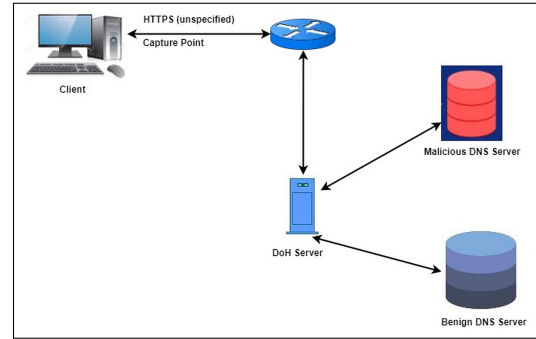 HTTPS (unspecified)
Capture Point
Client
Malicious DNS Server
DoH Server
Benign DNS Server